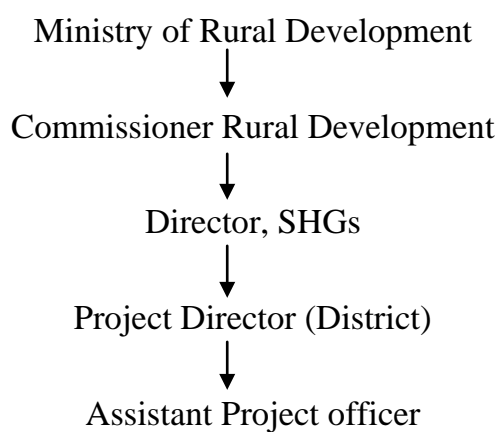 Ministry of Rural Development
Commissioner Rural Development
Director, SHGs
Project Director (District)
Assistant Project officer